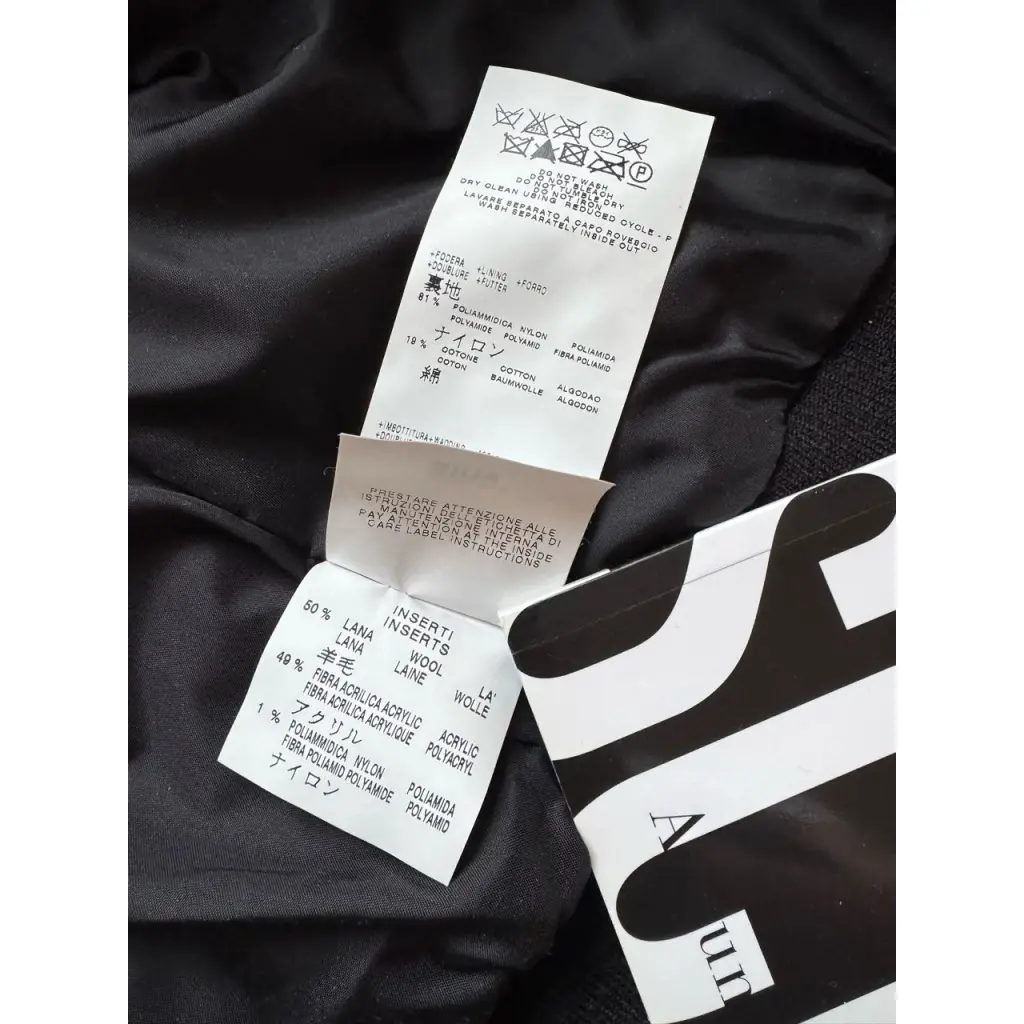 DO NOT WASH
DO NOT BLEACH
DO NOT TUMBLE DRY
DO NOT IRON
DRY CLEAN USING REDUCED CYCLE - P
LAVARE SEPARATO A CAPO ROVESCIO
WASH SEPARATELY INSIDE OUT
+FODERA +LINING +FORRO
+DOUBLURE +FUTTER
裏地
81 % POLIAMMIDICA NYLON POLIAMIDA
POLYAMIDE POLYAMID FIBRA POLIAMID
ナイロン
19 % COTONE COTTON ALGODAO
COTON BAUMWOLLE ALGODON
綿
+IMBOTTITURA+WADDING
PRESTARE ATTENZIONE ALLE
ISTRUZIONI DELL'ETICHETTA DI
MANUTENZIONE INTERNA
PAY ATTENTION AT THE INSIDE
CARE LABEL INSTRUCTIONS
INSERTI
INSERTS
50 % LANA WOOL LA'
LANA LAINE WOLLE
羊毛
49 % FIBRA ACRILICA ACRYLIC ACRYLIC
FIBRA ACRILICA ACRYLIQUE POLYACRYL
アクリル
1 % POLIAMMIDICA NYLON POLIAMIDA
FIBRA POLIAMID POLYAMIDE POLYAMID
ナイロン
A
un